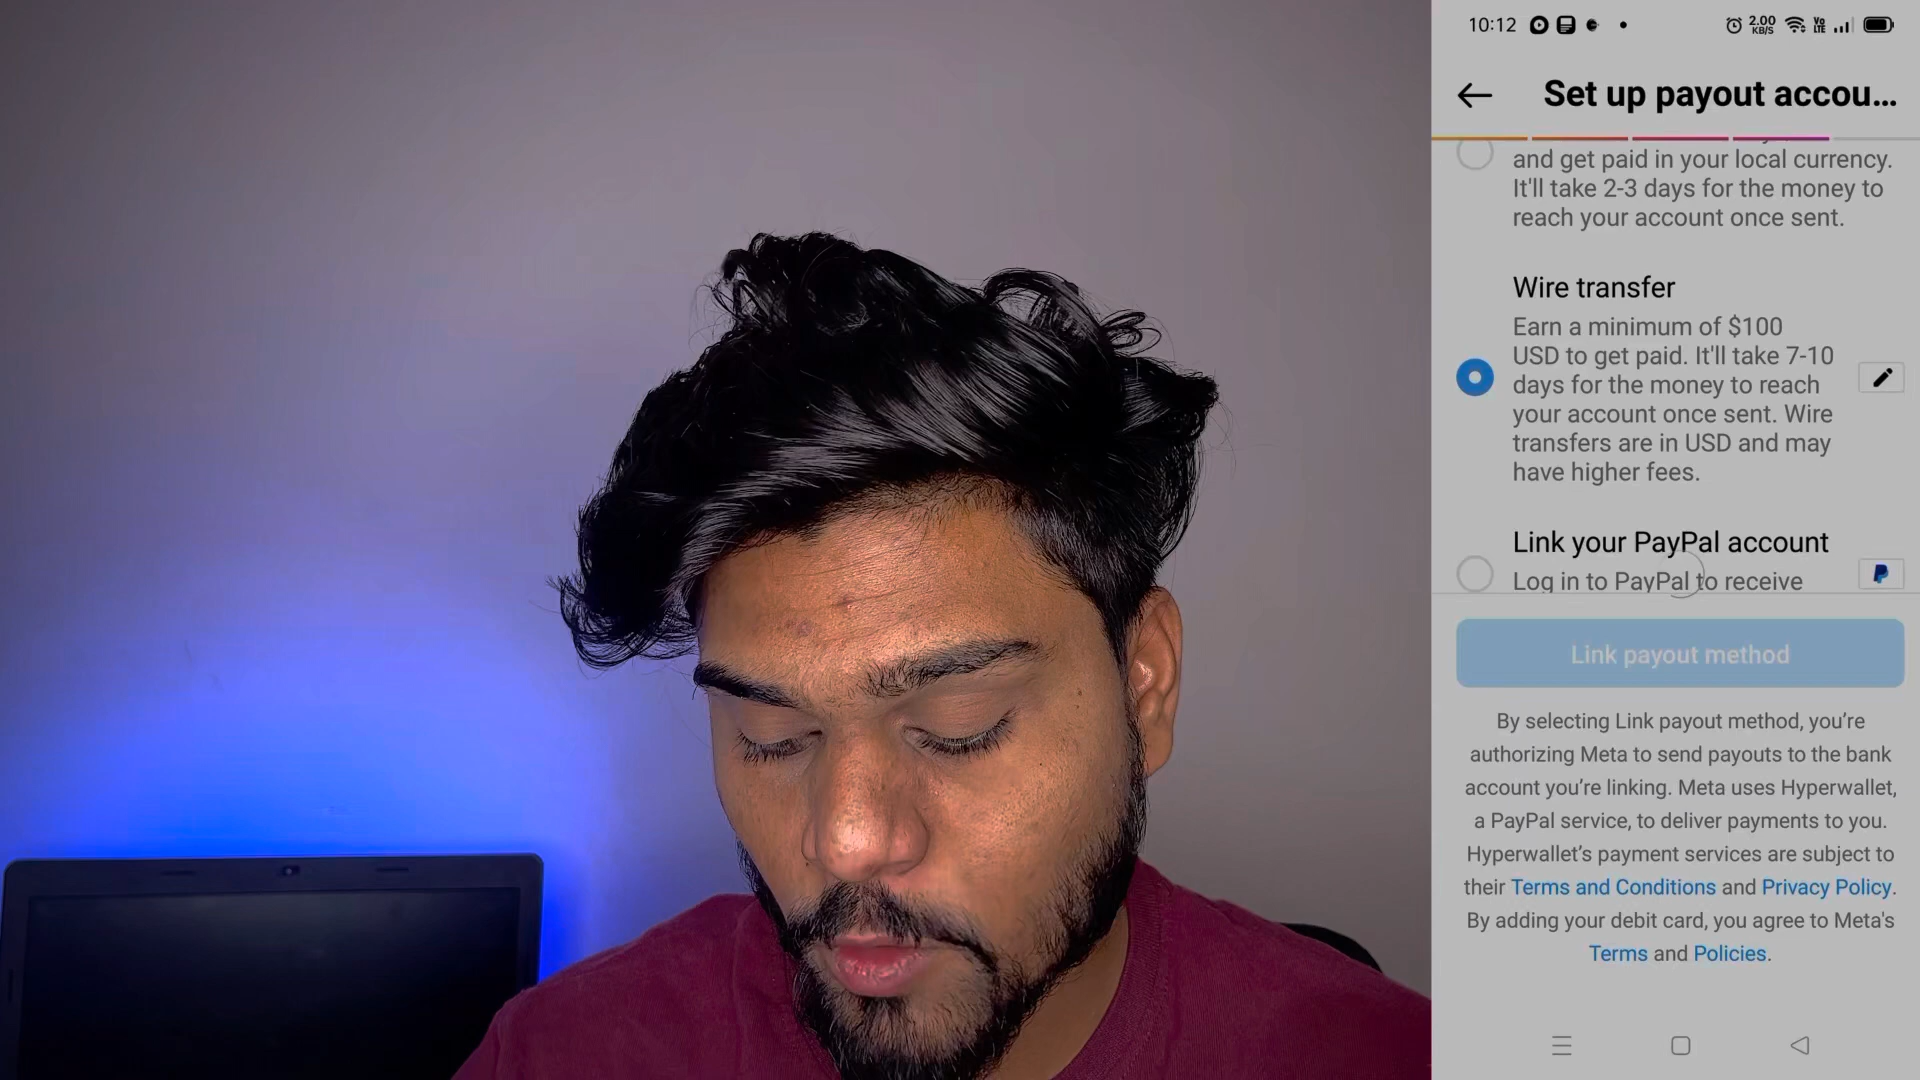 10:12
2.00
KB/S
Vo
LTE
Set up payout accou...
and get paid in your local currency.
It'll take 2-3 days for the money to
reach your account once sent.
Wire transfer
Earn a minimum of $100
USD to get paid. It'll take 7-10
days for the money to reach
your account once sent. Wire
transfers are in USD and may
have higher fees.
Link your PayPal account
Log in to PayPal to receive
Link payout method
By selecting Link payout method, you’re
authorizing Meta to send payouts to the bank
account you’re linking. Meta uses Hyperwallet,
a PayPal service, to deliver payments to you.
Hyperwallet’s payment services are subject to
their Terms and Conditions and Privacy Policy.
By adding your debit card, you agree to Meta's
Terms and Policies.